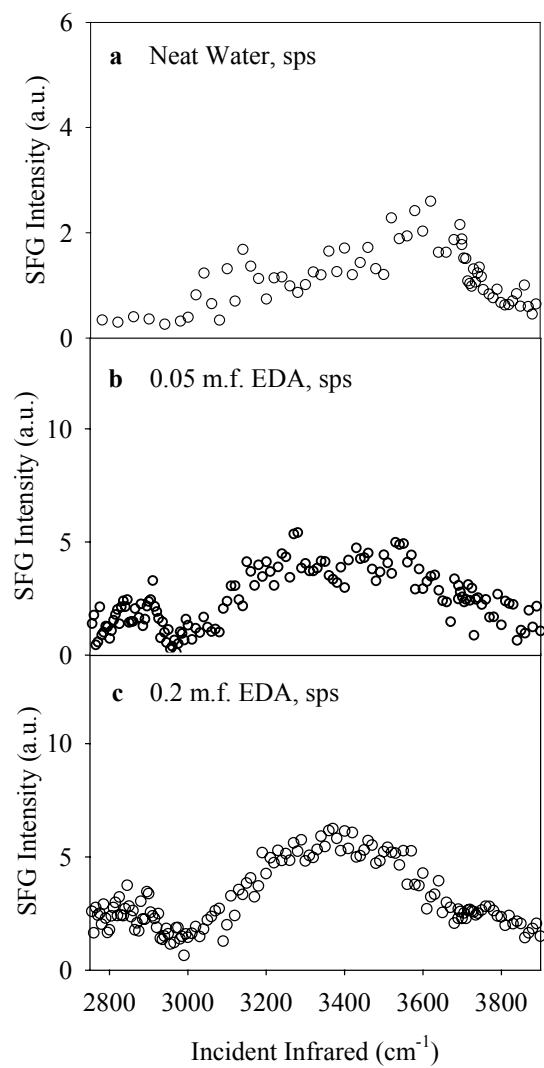 6
a Neat Water, sps
4
2
0
SFG Intensity (a.u.)
b 0.05 m.f. EDA, sps
10
5
0
SFG Intensity (a.u.)
c 0.2 m.f. EDA, sps
10
5
0
SFG Intensity (a.u.)
2800 3000 3200 3400 3600 3800
Incident Infrared (cm⁻¹)